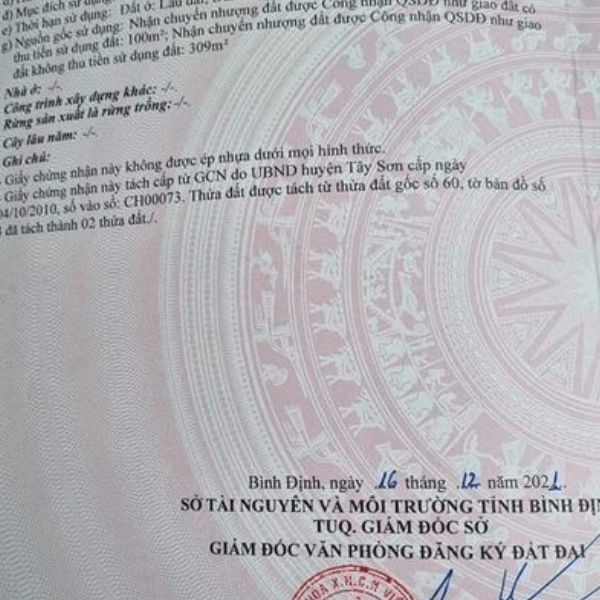 d) Mục đích sử dụng
e) Thời hạn sử dụng: Đất ở: Lâu dài,
g) Nguồn gốc sử dụng: Nhận chuyển nhượng đất được Công nhận QSDĐ như giao đất có
thu tiền sử dụng đất: 100m²; Nhận chuyển nhượng đất được Công nhận QSDĐ như giao
đất không thu tiền sử dụng đất: 309m²
Nhà ở: -/-.
Công trình xây dựng khác: -/-.
Rừng sản xuất là rừng trồng:-/-.
Cây lâu năm: -/-.
Ghi chú:
- Giấy chứng nhận này không được ép nhựa dưới mọi hình thức.
- Giấy chứng nhận này tách cấp từ GCN do UBND huyện Tây Sơn cấp ngày
04/10/2010, số vào sổ: CH00073. Thửa đất được tách từ thửa đất gốc số 60, tờ bản đồ số
đã tách thành 02 thửa đất./.
Bình Định, ngày 16 tháng 12 năm 2021.
SỞ TÀI NGUYÊN VÀ MÔI TRƯỜNG TỈNH BÌNH ĐỊ
TUQ. GIÁM ĐỐC SỞ
GIÁM ĐỐC VĂN PHÒNG ĐĂNG KÝ ĐẤT ĐAI
X.H.C.N